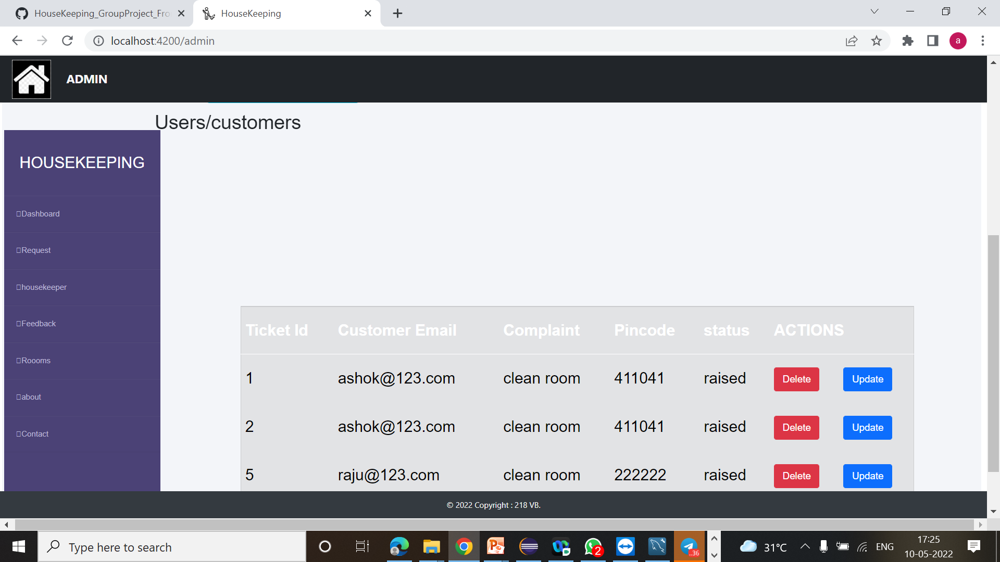 HouseKeeping_GroupProject_Fro
HouseKeeping
localhost:4200/admin
a
ADMIN
Users/customers
HOUSEKEEPING
Dashboard
Request
housekeeper
Feedback
Roooms
about
Contact
Ticket Id Customer Email Complaint Pincode status ACTIONS
1 ashok@123.com clean room 411041 raised Delete Update
2 ashok@123.com clean room 411041 raised Delete Update
5 raju@123.com clean room 222222 raised Delete Update
© 2022 Copyright : 218 VB.
Type here to search
2
..36
31°C
ENG
17:25
10-05-2022